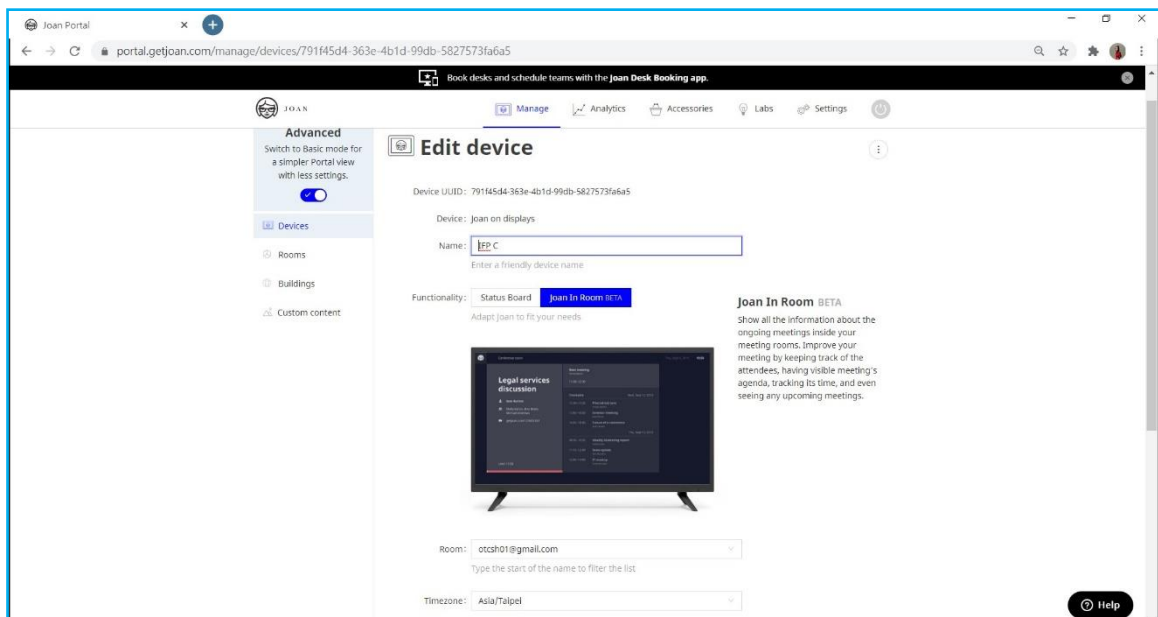 Joan Portal
portal.getjoan.com/manage/devices/791f45d4-363e-4b1d-99db-5827573fa6a5
Book desks and schedule teams with the Joan Desk Booking app.
JOAN
Manage
Analytics
Accessories
Labs
Settings
Advanced
Switch to Basic mode for
a simpler Portal view
with less settings.
Devices
Rooms
Buildings
Custom content
Edit device
Device UUID: 791f45d4-363e-4b1d-99db-5827573fa6a5
Device: Joan on displays
Name: IFP C
Enter a friendly device name
Functionality: Status Board Joan In Room BETA
Adapt Joan to fit your needs
Legal services
discussion
Joan In Room BETA
Show all the information about the
ongoing meetings inside your
meeting rooms. Improve your
meeting by keeping track of the
attendees, having visible meeting's
agenda, tracking its time, and even
seeing any upcoming meetings.
Room: otcsh01@gmail.com
Type the start of the name to filter the list
Timezone: Asia/Taipei
Help